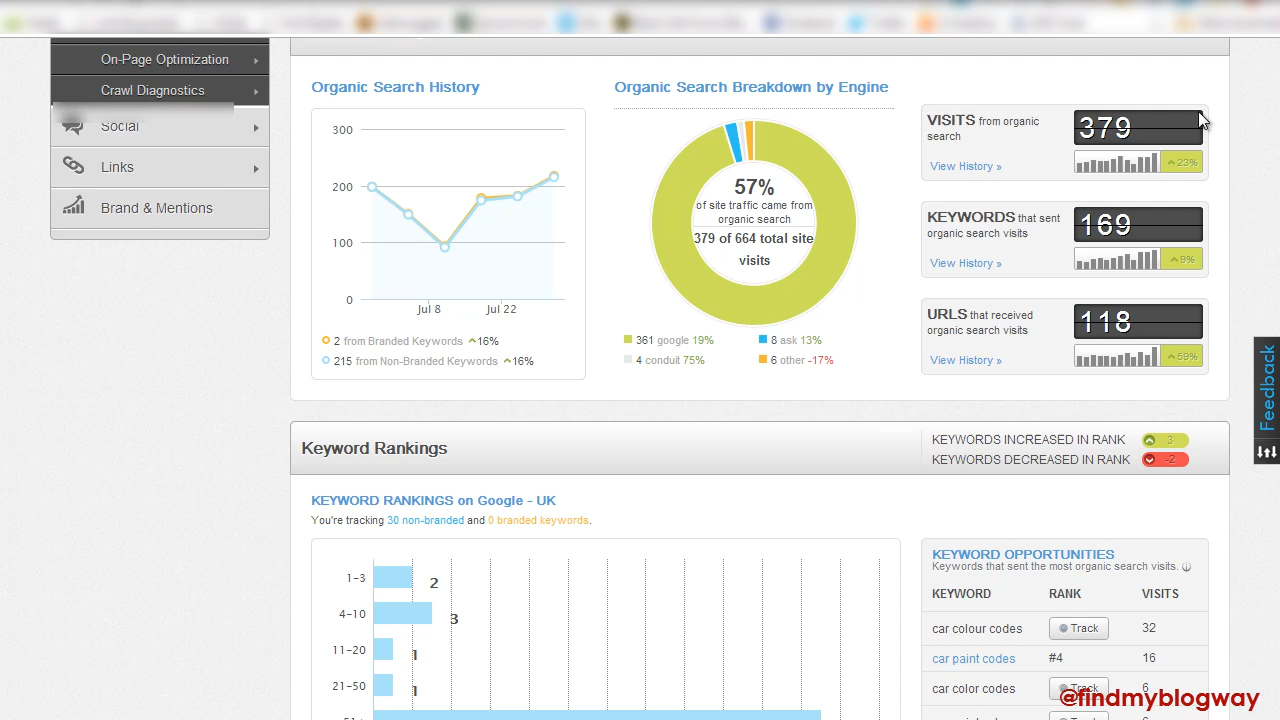 On-Page Optimization
Crawl Diagnostics
Social
Links
Brand & Mentions
Organic Search History
300
200
100
0
Jul 8 Jul 22
2 from Branded Keywords 16%
215 from Non-Branded Keywords 16%
Organic Search Breakdown by Engine
57%
of site traffic came from
organic search
379 of 664 total site
visits
361 google 19% 8 ask 13%
4 conduit 75% 6 other -17%
VISITS from organic
search
379
View History »
23%
KEYWORDS that sent
organic search visits
169
View History »
9%
URLS that received
organic search visits
118
View History »
59%
Feedback
Keyword Rankings
KEYWORDS INCREASED IN RANK 3
KEYWORDS DECREASED IN RANK -2
KEYWORD RANKINGS on Google - UK
You're tracking 30 non-branded and 0 branded keywords.
1-3 2
4-10 3
11-20 1
21-50 1
KEYWORD OPPORTUNITIES
Keywords that sent the most organic search visits.
KEYWORD RANK VISITS
car colour codes Track 32
car paint codes #4 16
car color codes Track 6
@findmyblogway